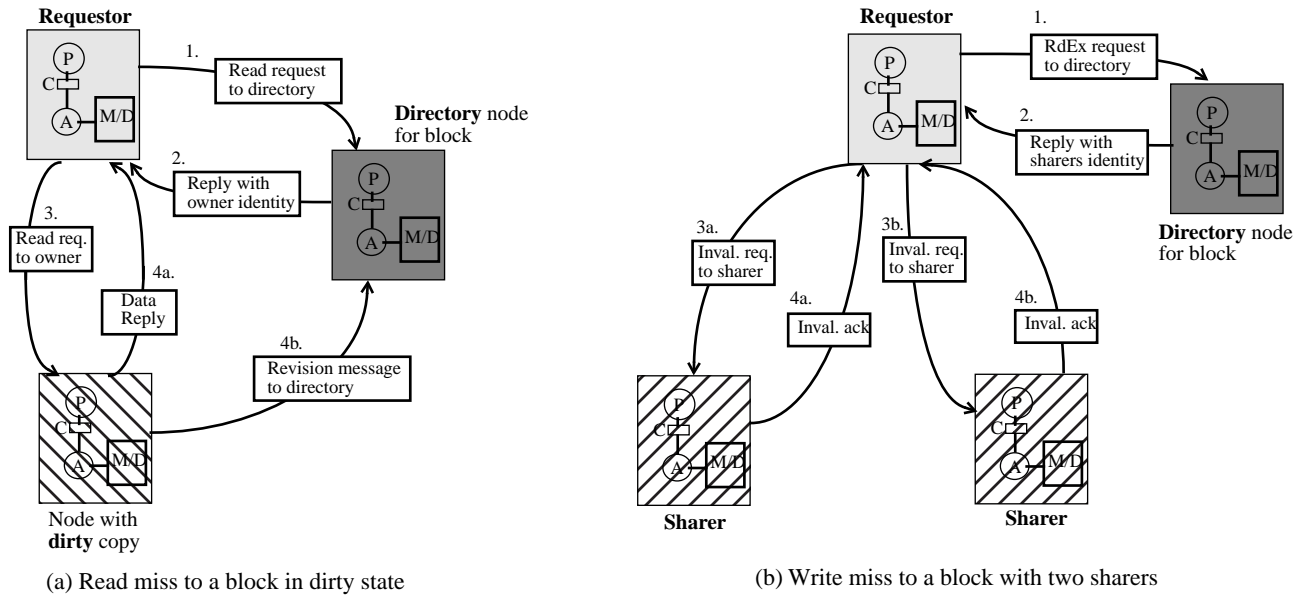 Requestor
P
C
A
M/D
1.
Read request
to directory
Directory node
for block
2.
Reply with
owner identity
P
C
A
M/D
3.
Read req.
to owner
4a.
Data
Reply
4b.
Revision message
to directory
P
C
A
M/D
Node with
dirty copy
(a) Read miss to a block in dirty state
Requestor
P
C
A
M/D
1.
RdEx request
to directory
2.
Reply with
sharers identity
P
C
A
M/D
Directory node
for block
3a.
Inval. req.
to sharer
3b.
Inval. req.
to sharer
4a.
Inval. ack
4b.
Inval. ack
P
C
A
M/D
Sharer
P
C
A
M/D
Sharer
(b) Write miss to a block with two sharers